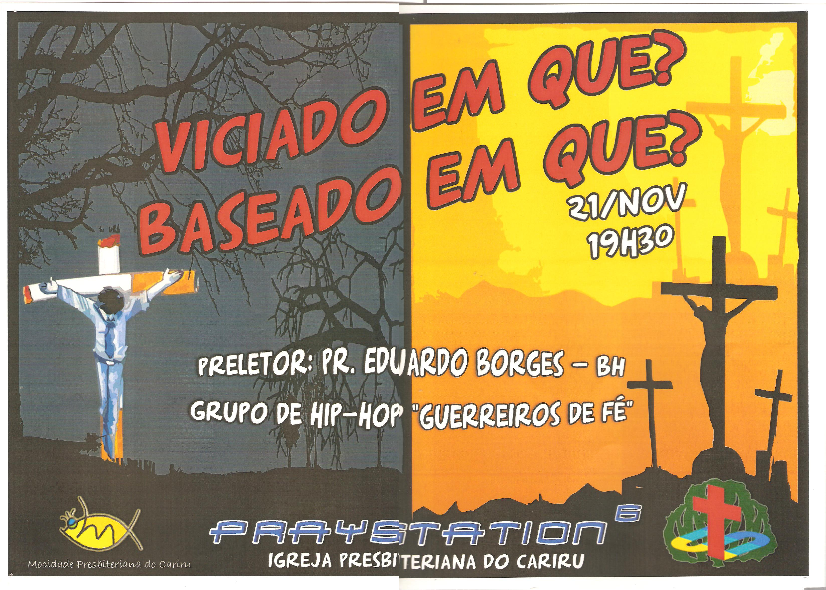 VICIADO EM QUE?
BASEADO EM QUE?
21/NOV
19H30
PRELETOR: PR. EDUARDO BORGES - BH
GRUPO DE HIP-HOP "GUERREIROS DE FÉ"
PRAYSTATION 6
IGREJA PRESBITERIANA DO CARIRU
Mocidade Presbiteriana do Cariru